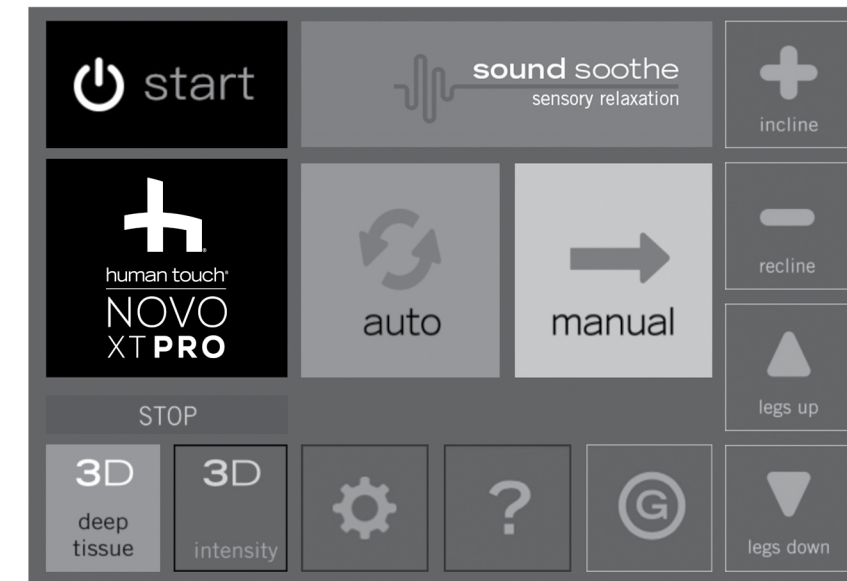 start
sound soothe
sensory relaxation
incline
human touch®
NOVO
XT PRO
auto
manual
recline
STOP
legs up
3D
deep
tissue
3D
intensity
?
G
legs down